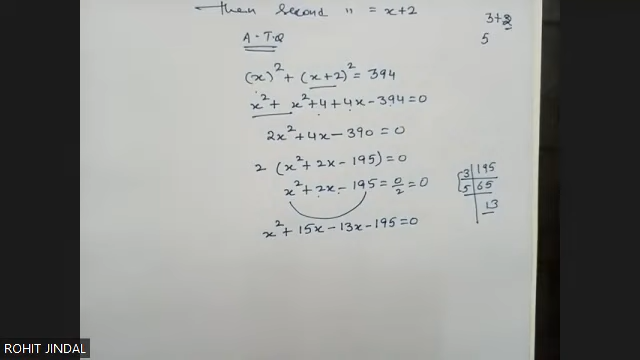 then second " = x+2
3+2
5
A.T.Q
(x)² + (x+2)² = 394
x² + x² + 4 + 4x - 394 = 0
2x² + 4x - 390 = 0
2 (x² + 2x - 195) = 0
x² + 2x - 195 = 0/2 = 0
3 | 195
5 | 65
| 13
x² + 15x - 13x - 195 = 0
ROHIT JINDAL